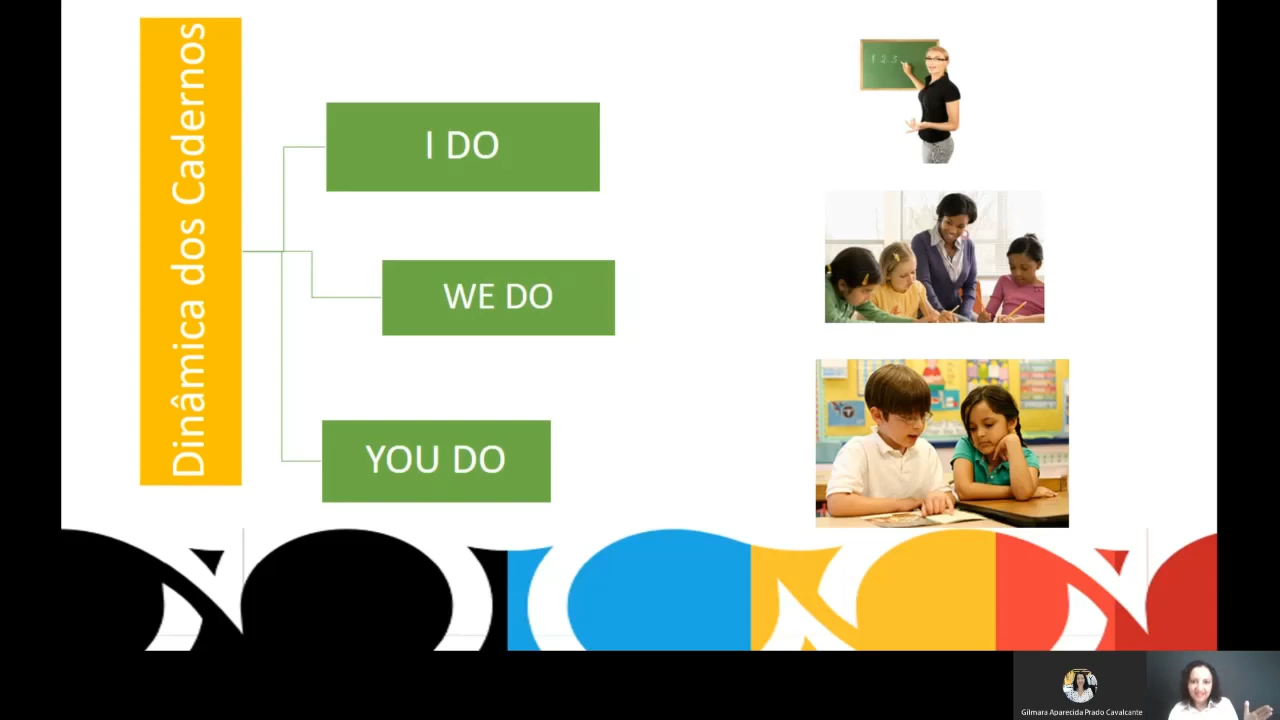 Dinâmica dos Cadernos
I DO
WE DO
YOU DO
Gilmara Aparecida Prado Cavalcante